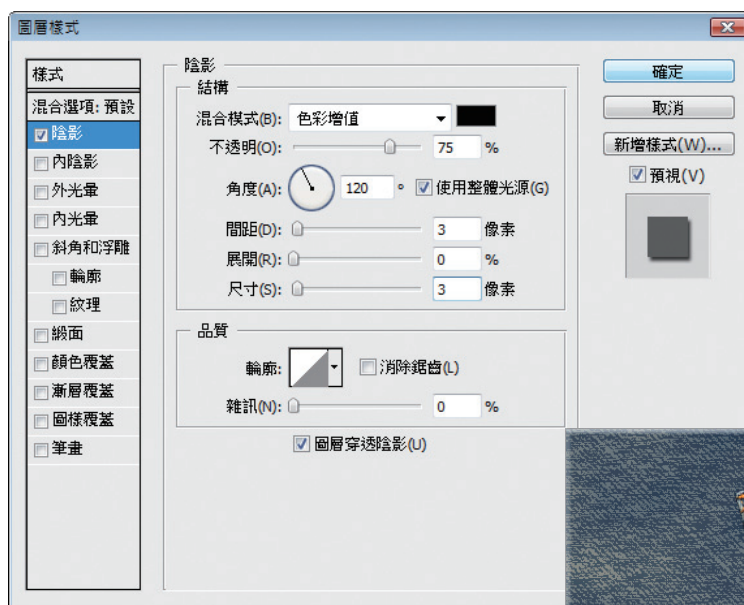 圖層樣式
樣式
混合選項: 預設
陰影
內陰影
外光暈
內光暈
斜角和浮雕
輪廓
紋理
緞面
顏色覆蓋
漸層覆蓋
圖樣覆蓋
筆畫
陰影
結構
混合模式(B): 色彩增值
不透明(O): 75 %
角度(A): 120 ° 使用整體光源(G)
間距(D): 3 像素
展開(R): 0 %
尺寸(S): 3 像素
品質
輪廓: 消除鋸齒(L)
雜訊(N): 0 %
圖層穿透陰影(U)
確定
取消
新增樣式(W)...
預視(V)